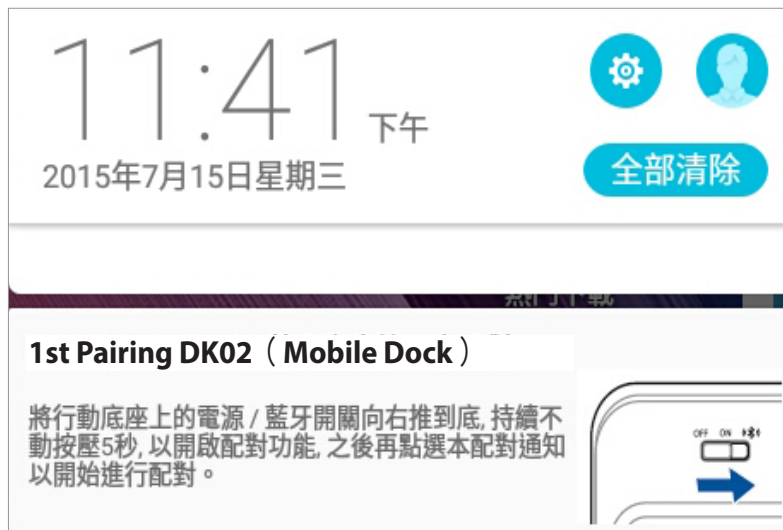 11:41 下午
2015年7月15日星期三
全部清除
熱門下載
1st Pairing DK02（Mobile Dock）
將行動底座上的電源 / 藍牙開關向右推到底, 持續不
動按壓5秒, 以開啟配對功能, 之後再點選本配對通知
以開始進行配對。
OFF ON